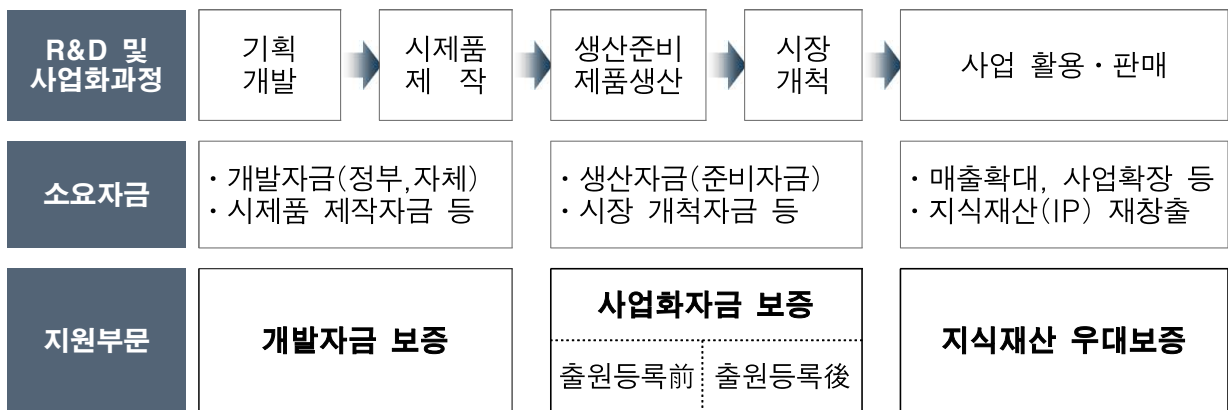 R&D 및
사업화과정
기획
개발
시제품
제 작
생산준비
제품생산
시장
개척
사업 활용·판매
소요자금
· 개발자금(정부,자체)
· 시제품 제작자금 등
· 생산자금(준비자금)
· 시장 개척자금 등
· 매출확대, 사업확장 등
· 지식재산(IP) 재창출
지원부문
개발자금 보증
사업화자금 보증
출원등록前
출원등록後
지식재산 우대보증